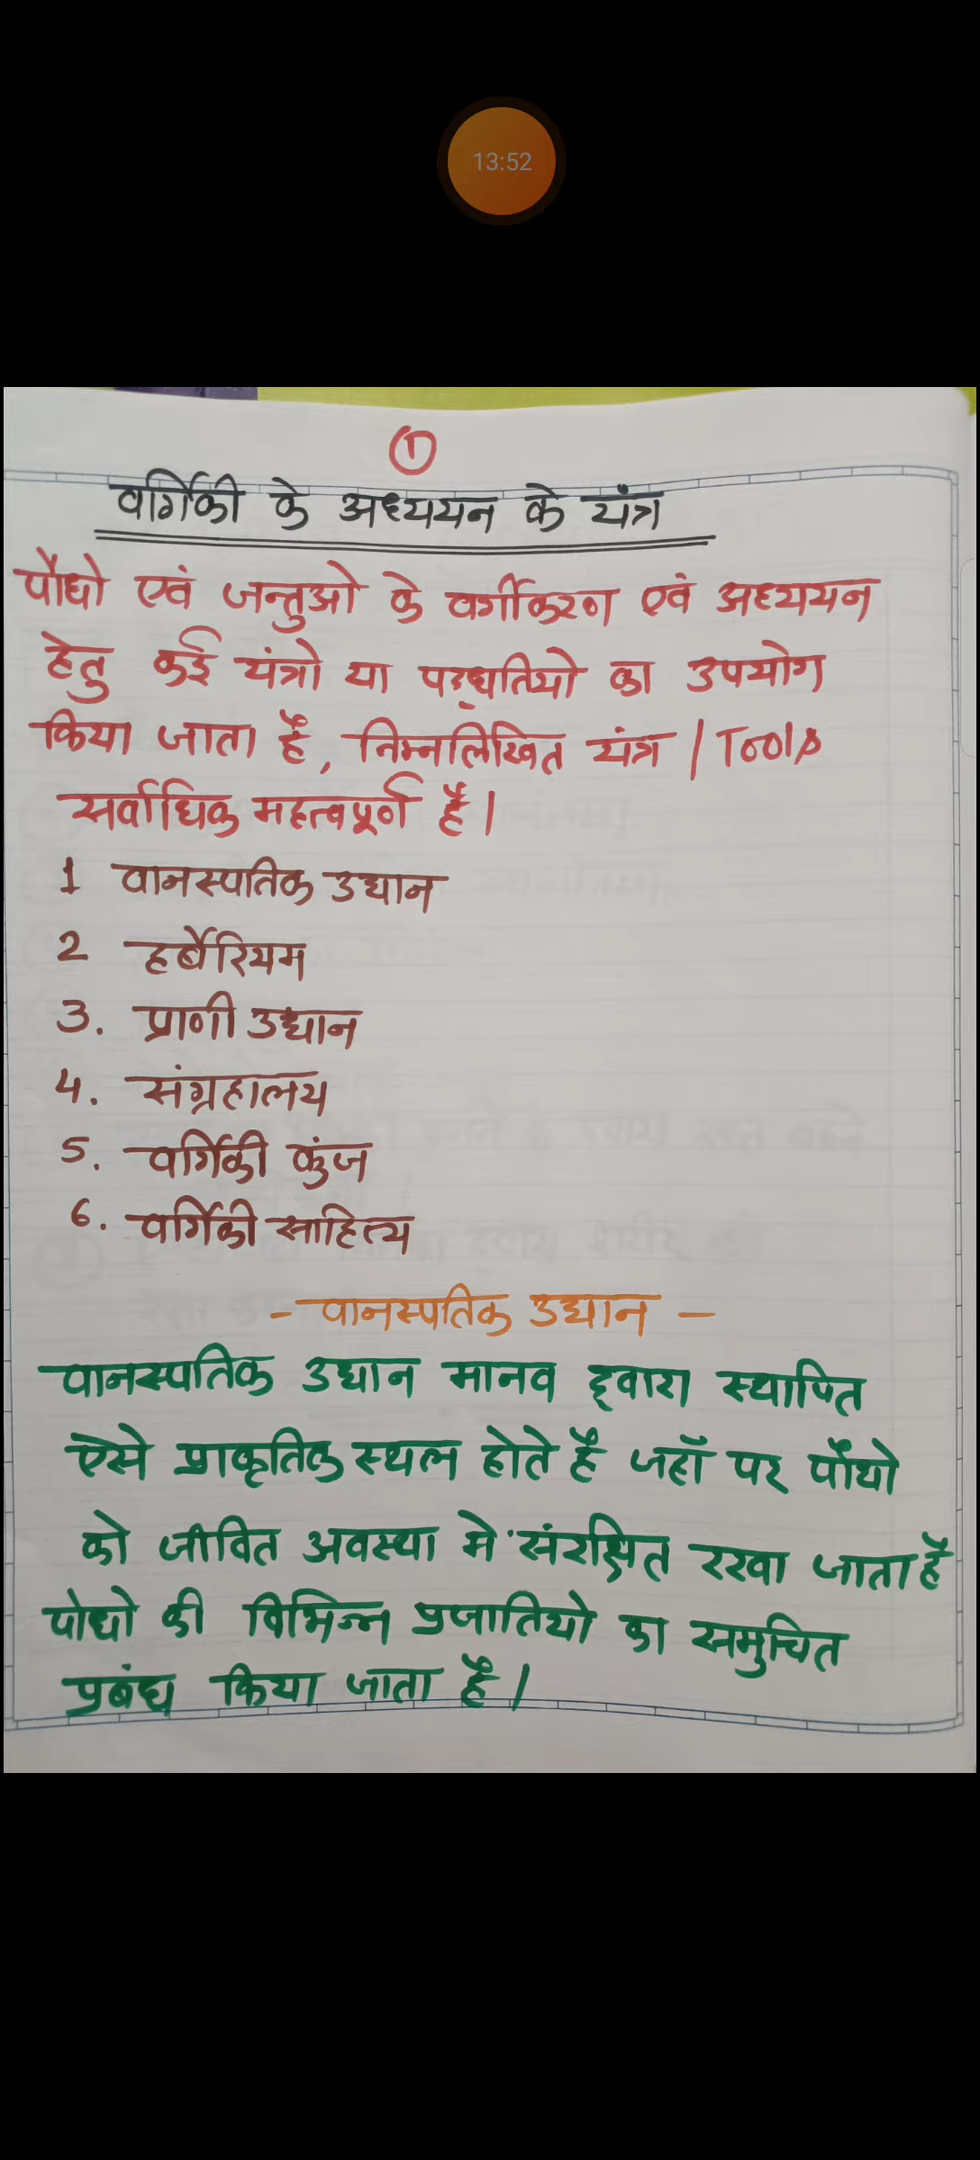 13:52
1
वर्गिकी के अध्ययन के यंत्र
पौधो एवं जन्तुओ के वर्गीकरण एवं अध्ययन
हेतु कई यंत्रो या पद्धतियो का उपयोग
किया जाता है, निम्नलिखित यंत्र / Tools
सर्वाधिक महत्वपूर्ण है।
1 वानस्पतिक उद्यान
2 हर्बेरियम
3. प्राणी उद्यान
4. संग्रहालय
5. वर्गिकी कुंज
6. वर्गिकी साहित्य
- वानस्पतिक उद्यान -
वानस्पतिक उद्यान मानव द्वारा स्थापित
ऐसे प्राकृतिक स्थल होते है जहाँ पर पौधो
को जीवित अवस्था मे संरक्षित रखा जाता है
पोधो की विभिन्न प्रजातियो का समुचित
प्रबंध किया जाता है।